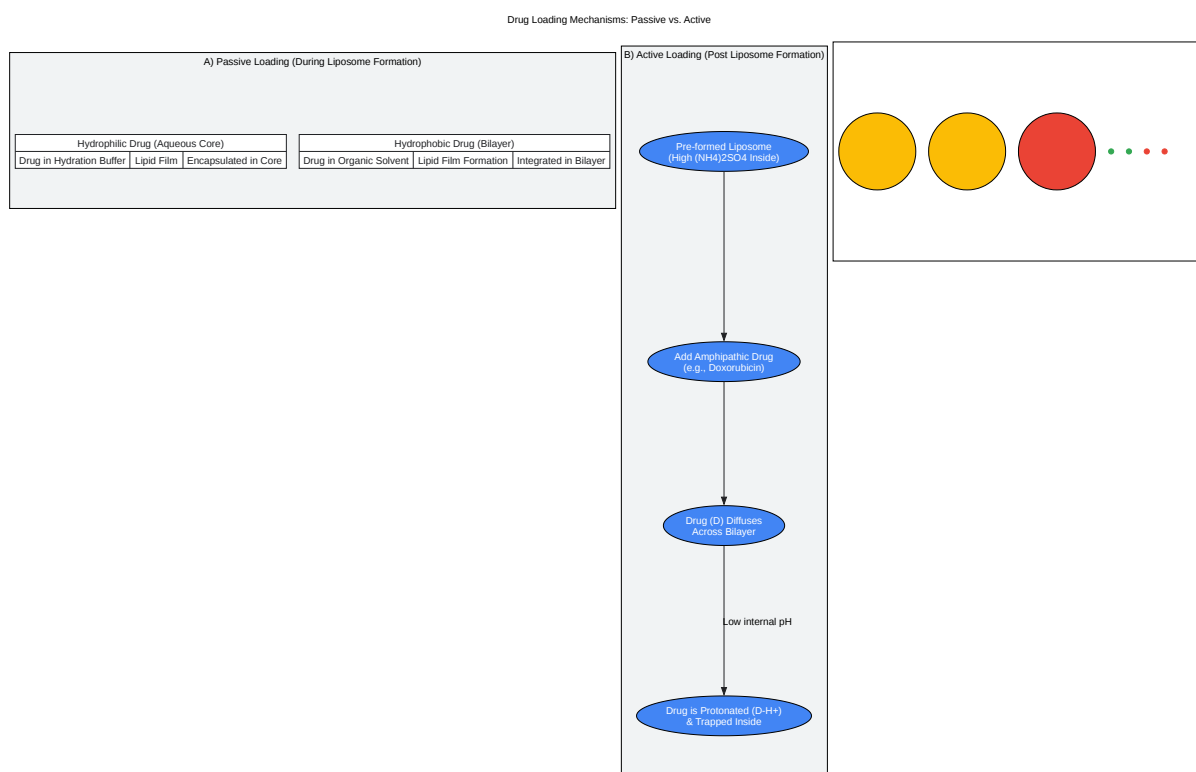 Drug Loading Mechanisms: Passive vs. Active
A) Passive Loading (During Liposome Formation)
Hydrophilic Drug (Aqueous Core)
Drug in Hydration Buffer
Lipid Film
Encapsulated in Core
Hydrophobic Drug (Bilayer)
Drug in Organic Solvent
Lipid Film Formation
Integrated in Bilayer
B) Active Loading (Post Liposome Formation)
Pre-formed Liposome
(High (NH4)2SO4 Inside)
Add Amphipathic Drug
(e.g., Doxorubicin)
Drug (D) Diffuses
Across Bilayer
Low internal pH
Drug is Protonated (D-H+)
& Trapped Inside